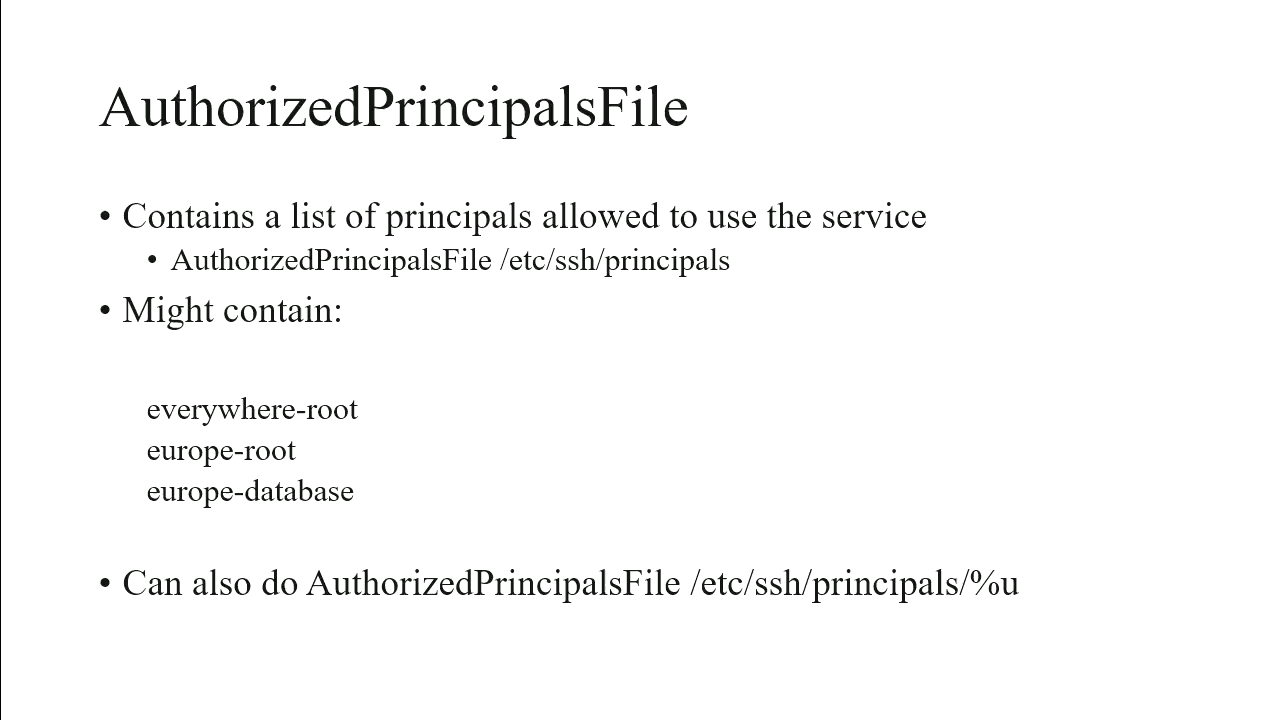 AuthorizedPrincipalsFile
• Contains a list of principals allowed to use the service
• AuthorizedPrincipalsFile /etc/ssh/principals
• Might contain:
everywhere-root
europe-root
europe-database
• Can also do AuthorizedPrincipalsFile /etc/ssh/principals/%u